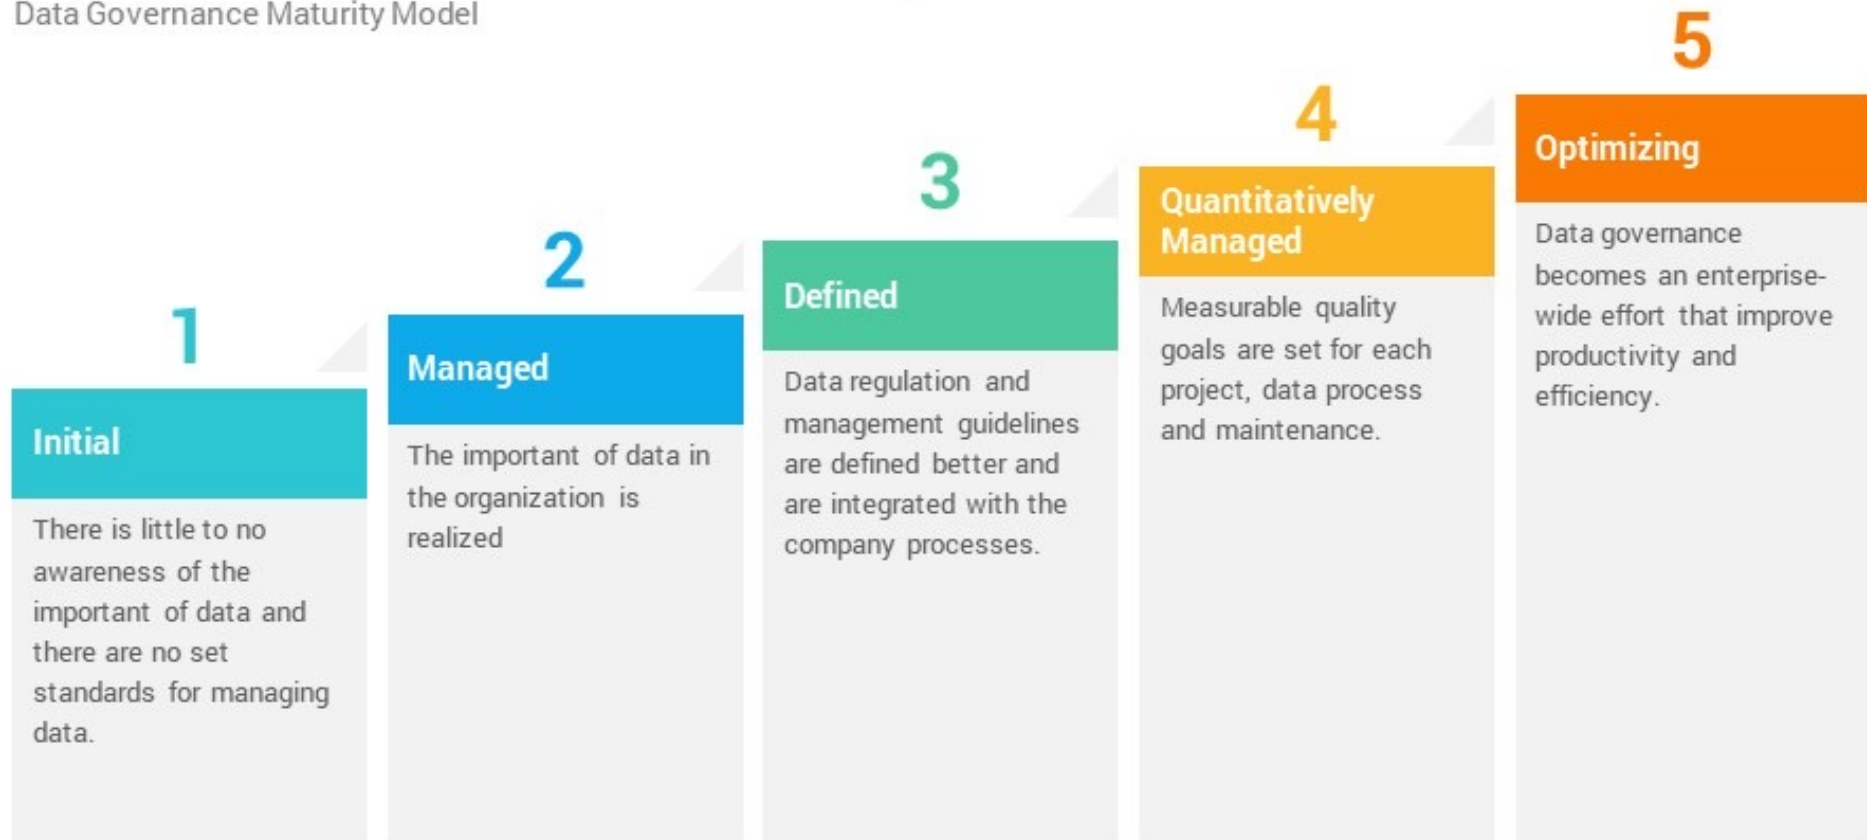 Data Governance Maturity Model
1
Initial
There is little to no
awareness of the
important of data and
there are no set
standards for managing
data.
2
Managed
The important of data in
the organization is
realized
3
Defined
Data regulation and
management guidelines
are defined better and
are integrated with the
company processes.
4
Quantitatively
Managed
Measurable quality
goals are set for each
project, data process
and maintenance.
5
Optimizing
Data governance
becomes an enterprise-
wide effort that improve
productivity and
efficiency.